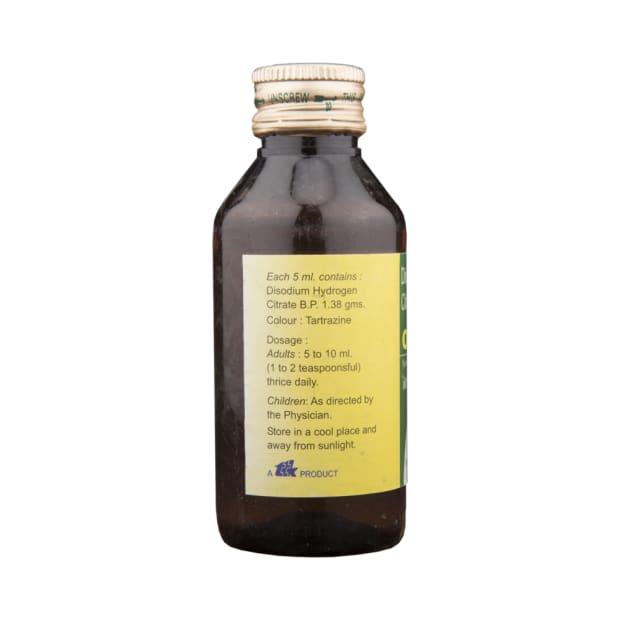 UNSCREW
Each 5 ml. contains :
Disodium Hydrogen
Citrate B.P. 1.38 gms.
Colour : Tartrazine
Dosage :
Adults : 5 to 10 ml.
(1 to 2 teaspoonsful)
thrice daily.
Children: As directed by
the Physician.
Store in a cool place and
away from sunlight.
A PRODUCT